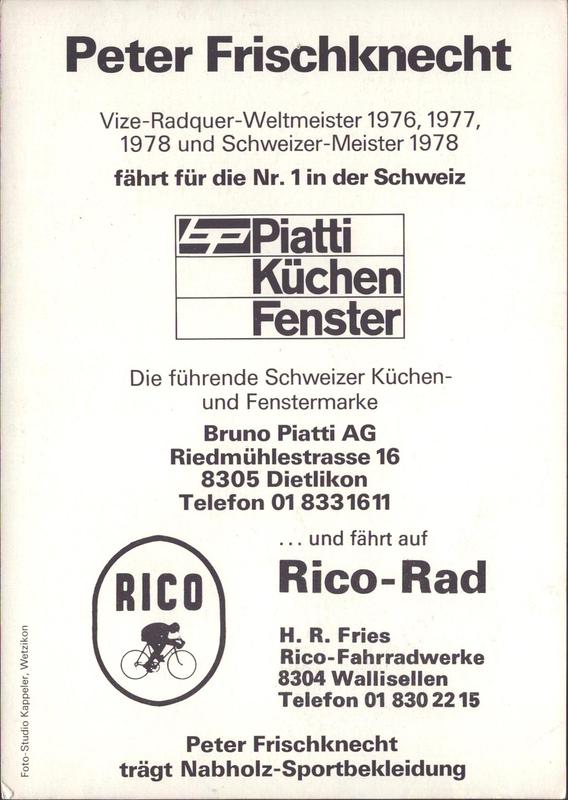 Peter Frischknecht
Vize-Radquer-Weltmeister 1976, 1977,
1978 und Schweizer-Meister 1978
fährt für die Nr. 1 in der Schweiz
Piatti
Küchen
Fenster
Die führende Schweizer Küchen-
und Fenstermarke
Bruno Piatti AG
Riedmühlestrasse 16
8305 Dietlikon
Telefon 01 8331611
... und fährt auf
Rico-Rad
RICO
H. R. Fries
Rico-Fahrradwerke
8304 Wallisellen
Telefon 01 830 22 15
Peter Frischknecht
trägt Nabholz-Sportbekleidung
Foto-Studio Kappeler, Wetzikon